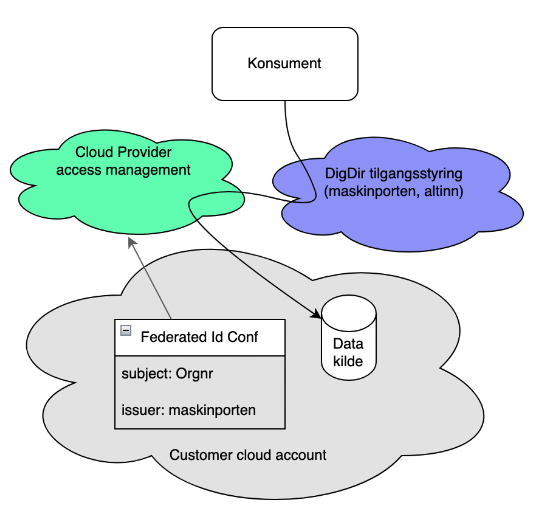 Konsument
Cloud Provider
access management
DigDir tilgangsstyring
(maskinporten, altinn)
Federated Id Conf
subject: Orgnr
issuer: maskinporten
Data
kilde
Customer cloud account